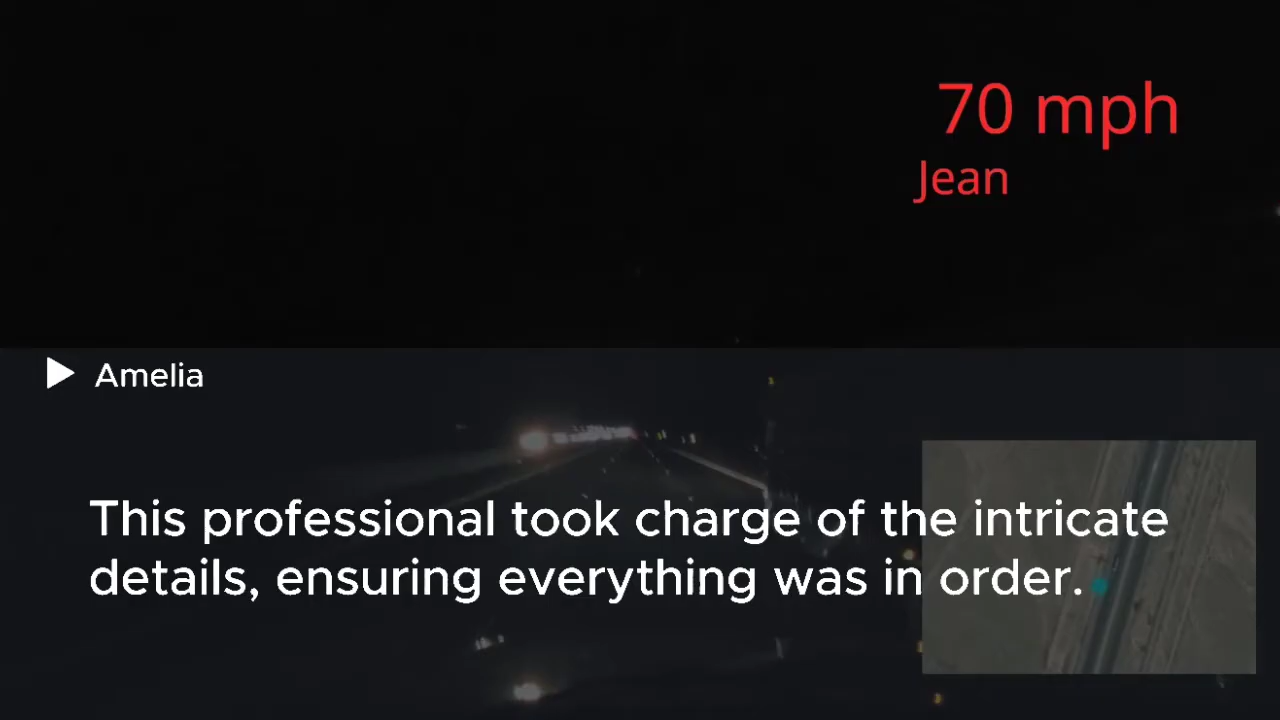 70 mph
Jean
Amelia
This professional took charge of the intricate
details, ensuring everything was in order.